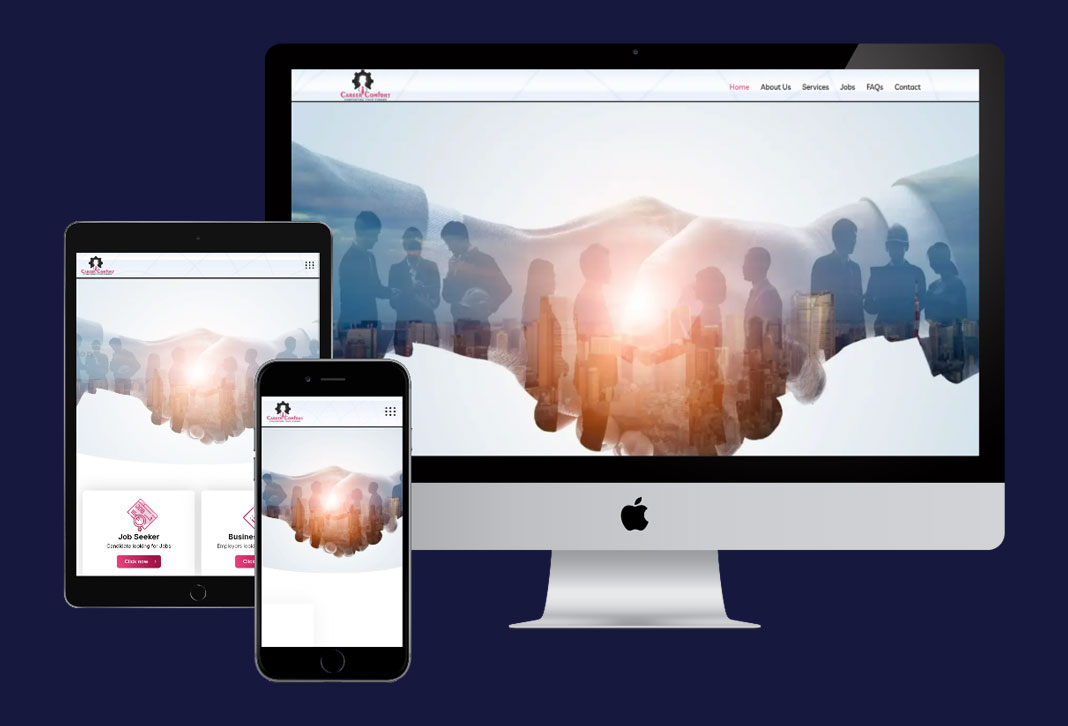 CAREER COMFORT
Home About Us Services Jobs FAQs Contact
CAREER COMFORT
CAREER COMFORT
Job Seeker
Candidate looking for Jobs
Click now
Busines
Employers look
Clic